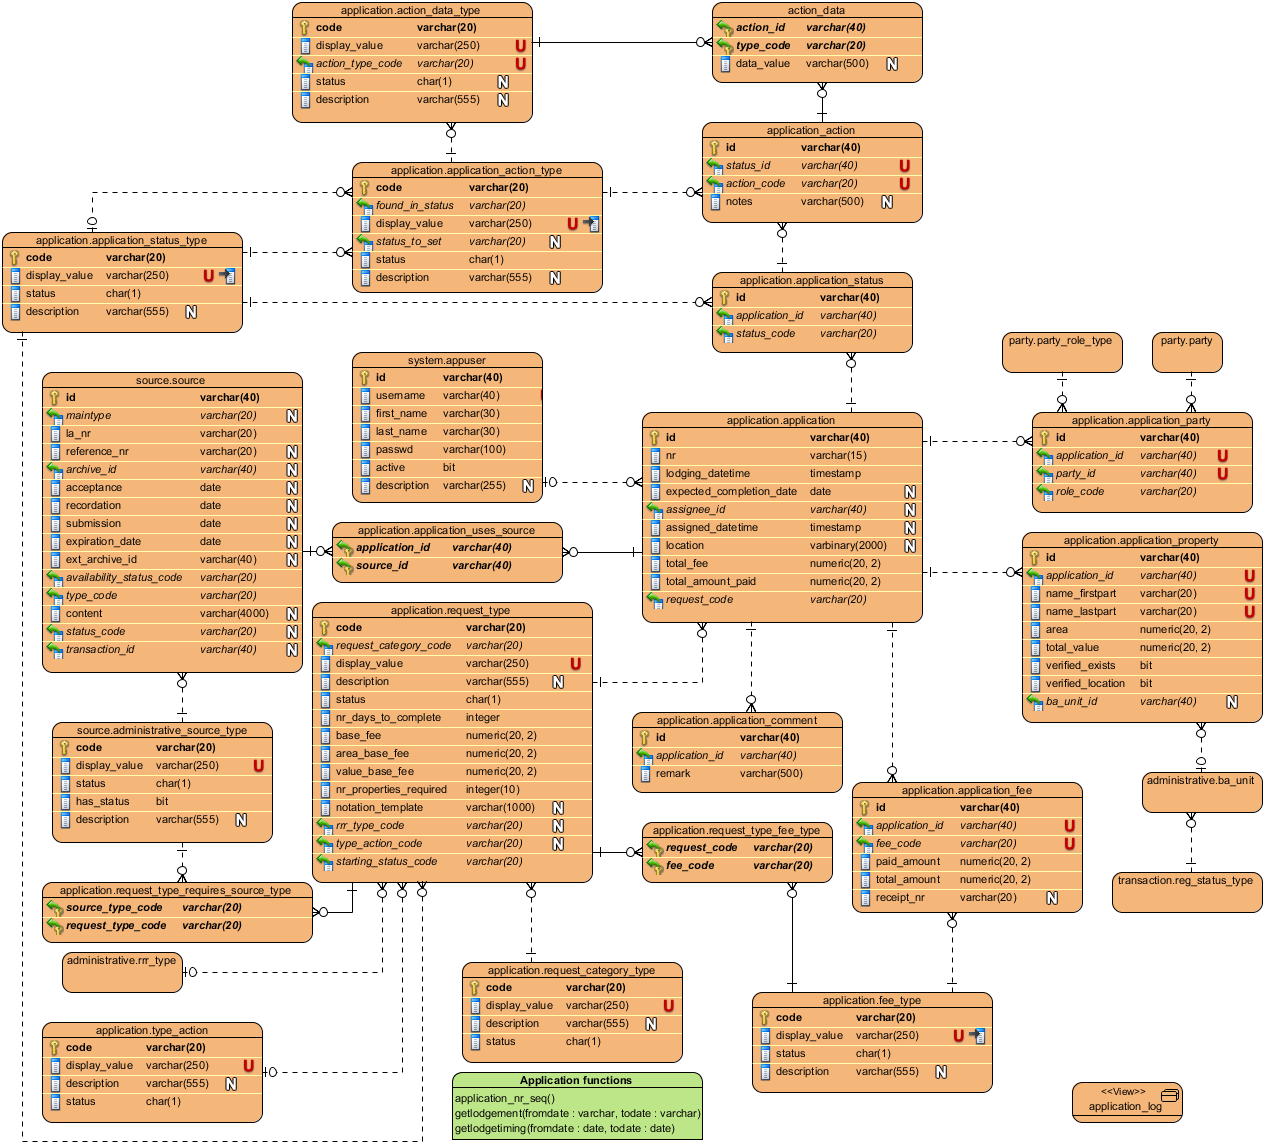 application.action_data_type
code varchar(20)
display_value varchar(250) U
action_type_code varchar(20) U
status char(1) N
description varchar(555) N
action_data
action_id varchar(40)
type_code varchar(20)
data_value varchar(500) N
application_action
id varchar(40)
status_id varchar(40) U
action_code varchar(20) U
notes varchar(500) N
application.application_action_type
code varchar(20)
found_in_status varchar(20)
display_value varchar(250) U
status_to_set varchar(20) N
status char(1)
description varchar(555) N
application.application_status_type
code varchar(20)
display_value varchar(250) U
status char(1)
description varchar(555) N
application.application_status
id varchar(40)
application_id varchar(40)
status_code varchar(20)
party.party_role_type
party.party
system.appuser
id varchar(40)
username varchar(40)
first_name varchar(30)
last_name varchar(30)
passwd varchar(100)
active bit
description varchar(255) N
source.source
id varchar(40)
maintype varchar(20) N
la_nr varchar(20)
reference_nr varchar(20) N
archive_id varchar(40) N
acceptance date N
recordation date N
submission date N
expiration_date date N
ext_archive_id varchar(40) N
availability_status_code varchar(20)
type_code varchar(20)
content varchar(4000) N
status_code varchar(20) N
transaction_id varchar(40) N
application.application
id varchar(40)
nr varchar(15)
lodging_datetime timestamp
expected_completion_date date N
assignee_id varchar(40) N
assigned_datetime timestamp N
location varbinary(2000) N
total_fee numeric(20, 2)
total_amount_paid numeric(20, 2)
request_code varchar(20)
application.application_party
id varchar(40)
application_id varchar(40) U
party_id varchar(40) U
role_code varchar(20)
application.application_uses_source
application_id varchar(40)
source_id varchar(40)
application.application_property
id varchar(40)
application_id varchar(40) U
name_firstpart varchar(20) U
name_lastpart varchar(20) U
area numeric(20, 2)
total_value numeric(20, 2)
verified_exists bit
verified_location bit
ba_unit_id varchar(40) N
application.request_type
code varchar(20)
request_category_code varchar(20)
display_value varchar(250) U
description varchar(555) N
status char(1)
nr_days_to_complete integer
base_fee numeric(20, 2)
area_base_fee numeric(20, 2)
value_base_fee numeric(20, 2)
nr_properties_required integer(10)
notation_template varchar(1000) N
rrr_type_code varchar(20) N
type_action_code varchar(20) N
starting_status_code varchar(20)
source.administrative_source_type
code varchar(20)
display_value varchar(250) U
status char(1)
has_status bit
description varchar(555) N
application.application_comment
id varchar(40)
application_id varchar(40)
remark varchar(500)
administrative.ba_unit
application.application_fee
id varchar(40)
application_id varchar(40) U
fee_code varchar(20) U
paid_amount numeric(20, 2)
total_amount numeric(20, 2)
receipt_nr varchar(20) N
application.request_type_fee_type
request_code varchar(20)
fee_code varchar(20)
transaction.reg_status_type
application.request_type_requires_source_type
source_type_code varchar(20)
request_type_code varchar(20)
administrative.rrr_type
application.request_category_type
code varchar(20)
display_value varchar(250) U
description varchar(555) N
status char(1)
application.fee_type
code varchar(20)
display_value varchar(250) U
status char(1)
description varchar(555) N
application.type_action
code varchar(20)
display_value varchar(250) U
description varchar(555) N
status char(1)
Application functions
application_nr_seq()
getlodgement(fromdate : varchar, todate : varchar)
getlodgetiming(fromdate : date, todate : date)
<<View>>
application_log